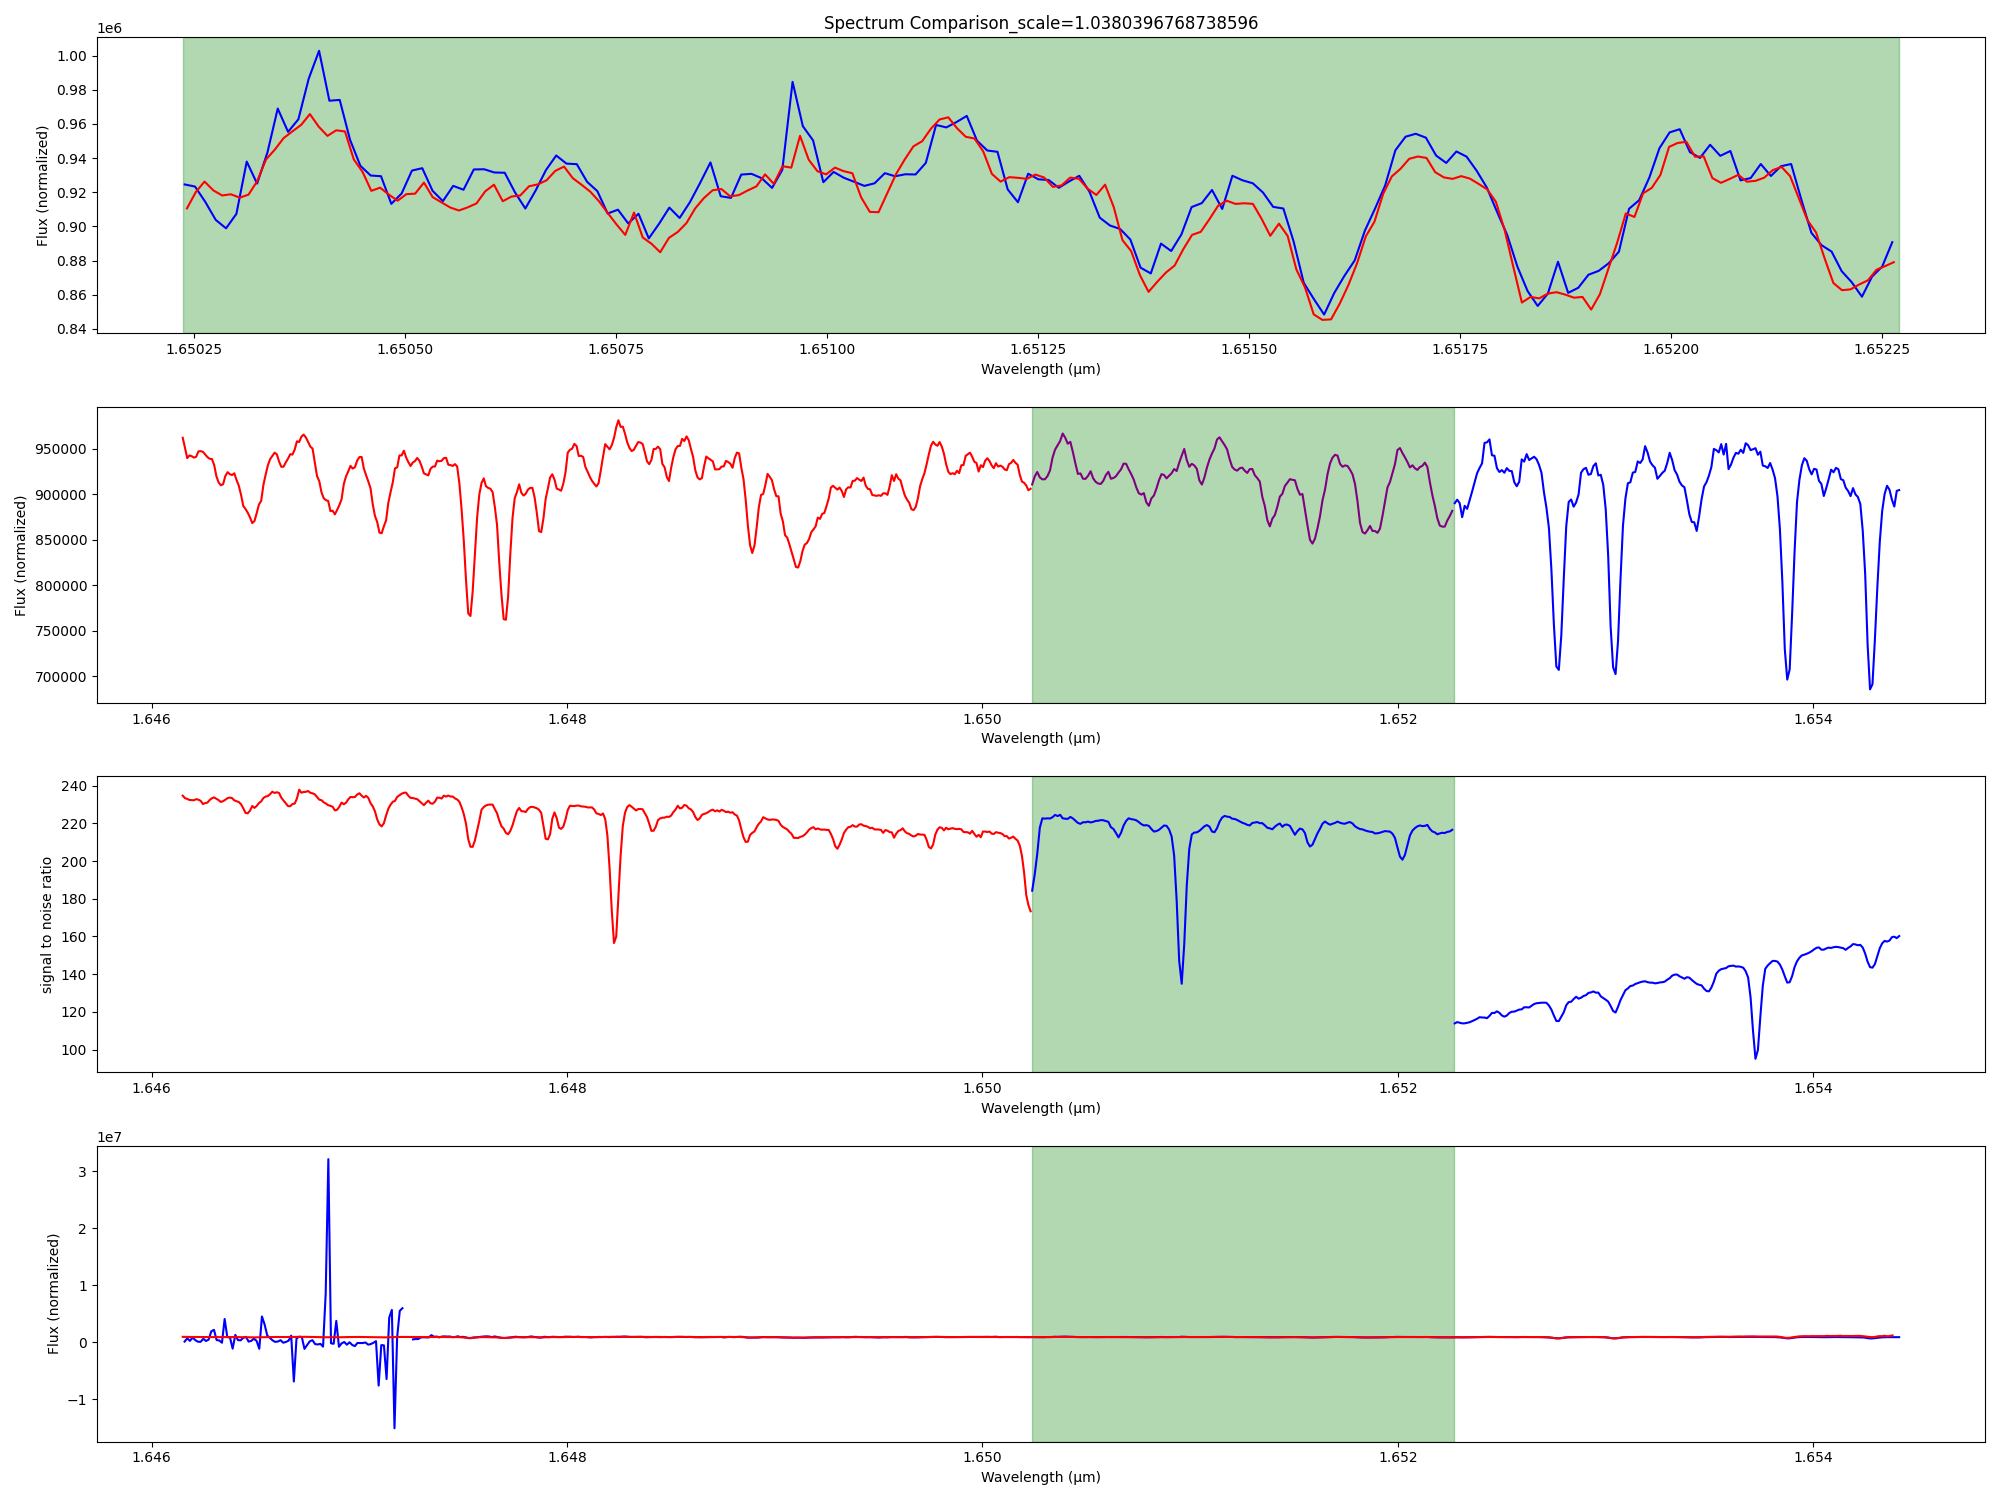 Spectrum Comparison_scale=1.0380396768738596
1e6
1.00
0.98
0.96
0.94
0.92
0.90
0.88
0.86
0.84
Flux (normalized)
1.65025 1.65050 1.65075 1.65100 1.65125 1.65150 1.65175 1.65200 1.65225
Wavelength (μm)
950000
900000
850000
800000
750000
700000
Flux (normalized)
1.646 1.648 1.650 1.652 1.654
Wavelength (μm)
240
220
200
180
160
140
120
100
signal to noise ratio
1.646 1.648 1.650 1.652 1.654
Wavelength (μm)
1e7
3
2
1
0
−1
Flux (normalized)
1.646 1.648 1.650 1.652 1.654
Wavelength (μm)